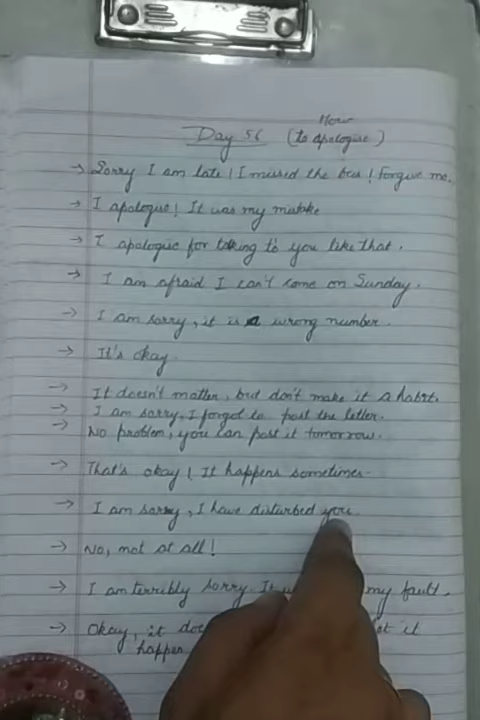 Day 56 (How to Apologise)
→ Sorry I am late! I missed the bus! Forgive me.
→ I apologise! It was my mistake
→ I apologise for talking to you like that.
→ I am afraid I can't come on Sunday.
→ I am sorry, it is a wrong number.
→ It's okay.
→ It doesn't matter, but don't make it a habit.
→ I am sorry, I forgot to post the letter.
→ No problem, you can post it tomorrow.
→ That's okay! It happens sometimes.
→ I am sorry, I have disturbed you.
→ No, not at all!
→ I am terribly sorry It my fault.
→ Okay, it it
happen